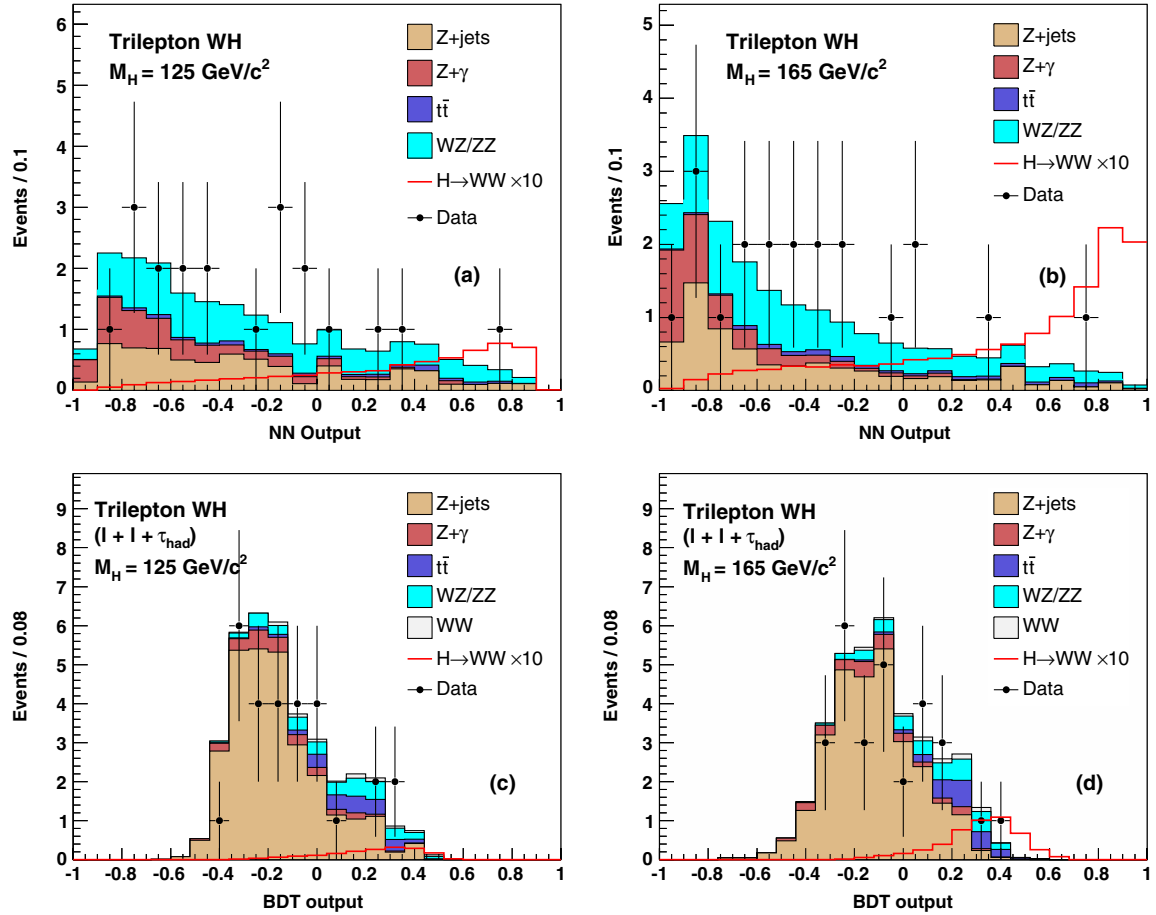 Trilepton WH
M_H = 125 GeV/c²
Z+jets
Z+γ
tt̄
WZ/ZZ
H→WW ×10
Data
(a)
Events / 0.1
0 1 2 3 4 5 6
-1 -0.8 -0.6 -0.4 -0.2 0 0.2 0.4 0.6 0.8 1
NN Output
Trilepton WH
M_H = 165 GeV/c²
Z+jets
Z+γ
tt̄
WZ/ZZ
H→WW ×10
Data
(b)
Events / 0.1
0 1 2 3 4 5
-1 -0.8 -0.6 -0.4 -0.2 0 0.2 0.4 0.6 0.8 1
NN Output
Trilepton WH
(l + l + τ_had)
M_H = 125 GeV/c²
Z+jets
Z+γ
tt̄
WZ/ZZ
WW
H→WW ×10
Data
(c)
Events / 0.08
0 1 2 3 4 5 6 7 8 9
-1 -0.8 -0.6 -0.4 -0.2 0 0.2 0.4 0.6 0.8 1
BDT output
Trilepton WH
(l + l + τ_had)
M_H = 165 GeV/c²
Z+jets
Z+γ
tt̄
WZ/ZZ
WW
H→WW ×10
Data
(d)
Events / 0.08
0 1 2 3 4 5 6 7 8 9
-1 -0.8 -0.6 -0.4 -0.2 0 0.2 0.4 0.6 0.8 1
BDT output